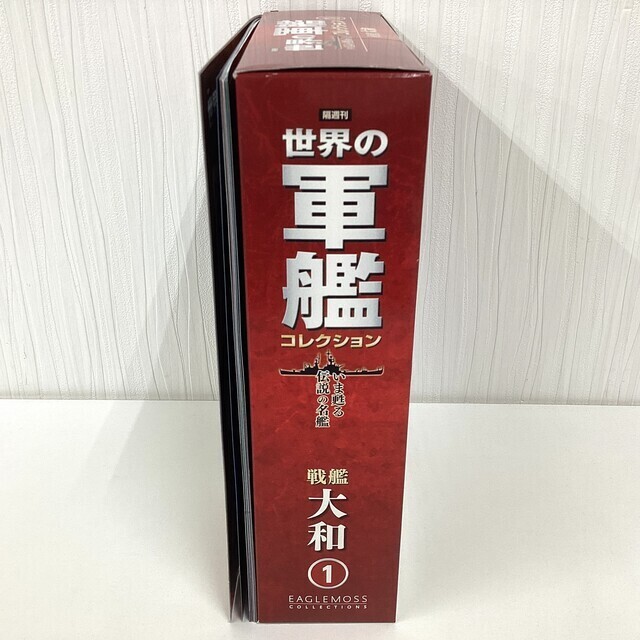 隔週刊
世界の
軍艦
コレクション
いま甦る
伝説の名艦
戦艦
大和
1
EAGLEMOSS
COLLECTIONS